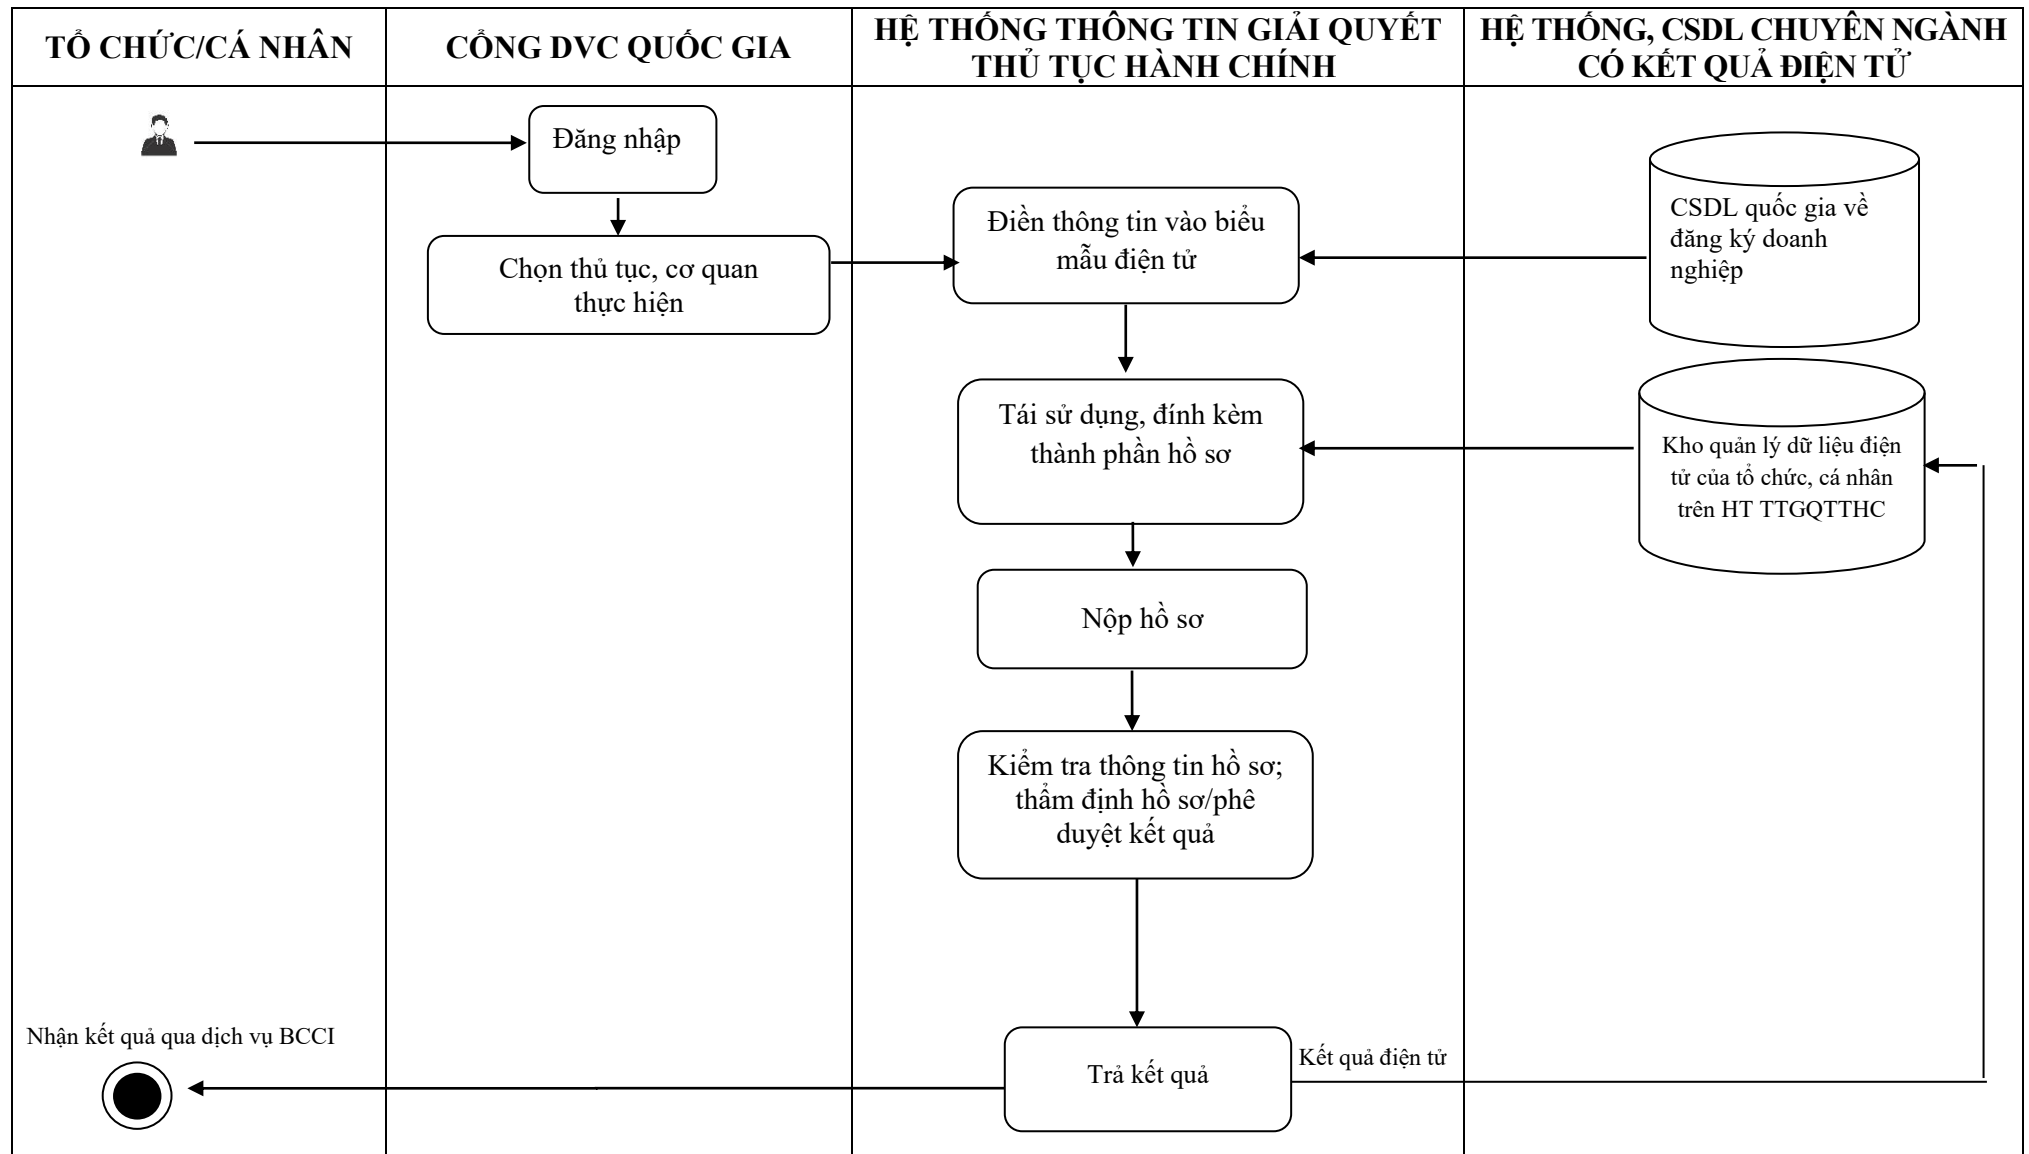 TỔ CHỨC/CÁ NHÂN
CỔNG DVC QUỐC GIA
HỆ THỐNG THÔNG TIN GIẢI QUYẾT
THỦ TỤC HÀNH CHÍNH
HỆ THỐNG, CSDL CHUYÊN NGÀNH
CÓ KẾT QUẢ ĐIỆN TỬ
Đăng nhập
Chọn thủ tục, cơ quan
thực hiện
Điền thông tin vào biểu
mẫu điện tử
CSDL quốc gia về
đăng ký doanh
nghiệp
Tái sử dụng, đính kèm
thành phần hồ sơ
Kho quản lý dữ liệu điện
tử của tổ chức, cá nhân
trên HT TTGQTTHC
Nộp hồ sơ
Kiểm tra thông tin hồ sơ;
thẩm định hồ sơ/phê
duyệt kết quả
Nhận kết quả qua dịch vụ BCCI
Trả kết quả
Kết quả điện tử